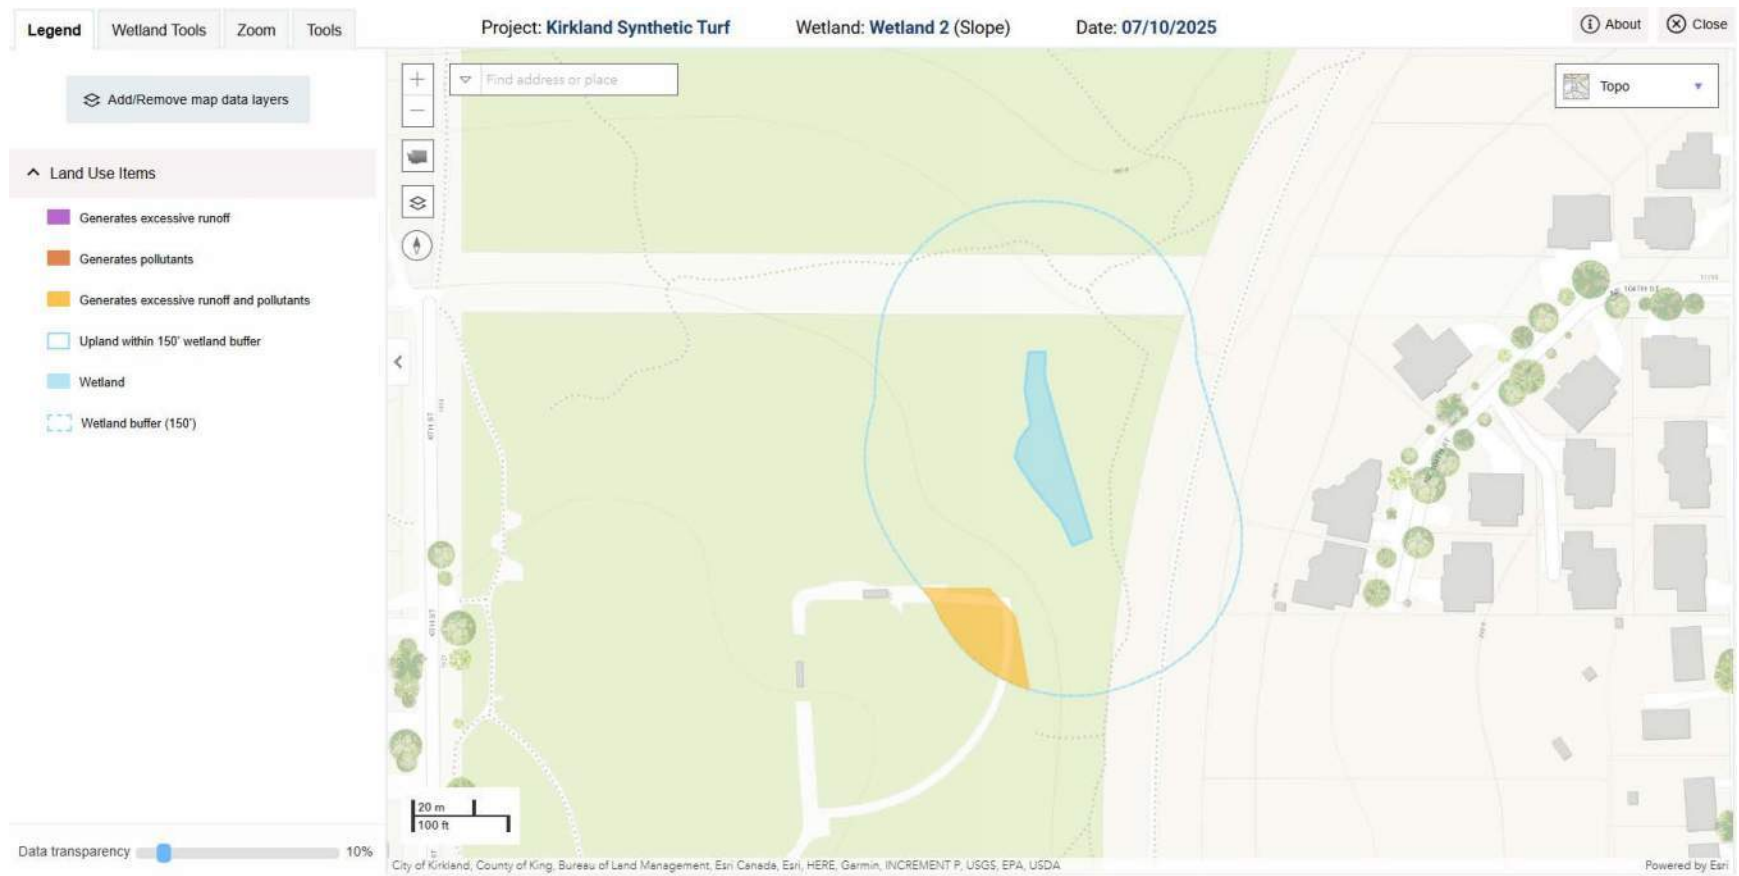 Legend
Wetland Tools
Zoom
Tools
Project: Kirkland Synthetic Turf
Wetland: Wetland 2 (Slope)
Date: 07/10/2025
About
Close
Add/Remove map data layers
Find address or place
Topo
Land Use Items
Generates excessive runoff
Generates pollutants
Generates excessive runoff and pollutants
Upland within 150' wetland buffer
Wetland
Wetland buffer (150')
6TH ST
20 m
100 ft
Data transparency
10%
City of Kirkland, County of King, Bureau of Land Management, Esri Canada, Esri, HERE, Garmin, INCREMENT P, USGS, EPA, USDA
Powered by Esri